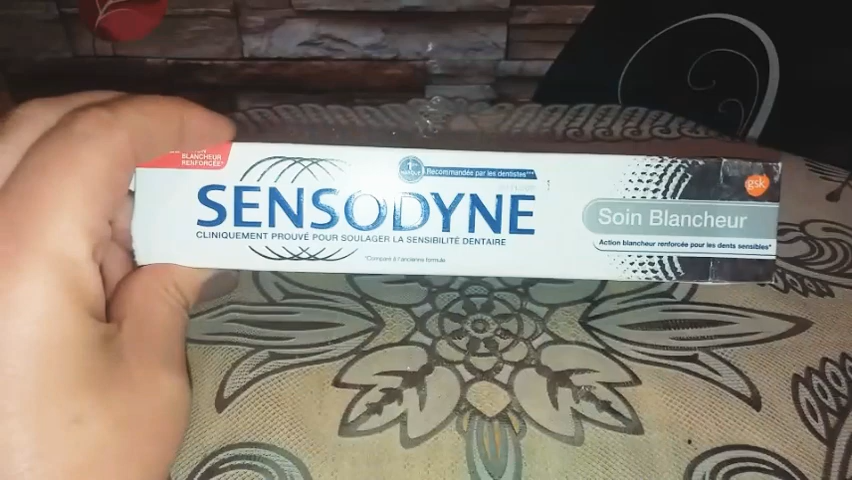 BLANCHEUR
RENFORCÉE*
1ère
Recommandée par les dentistes***
SENSODYNE
CLINIQUEMENT PROUVÉ POUR SOULAGER LA SENSIBILITÉ DENTAIRE
*Comparé à l'ancienne formule
gsk
Soin Blancheur
Action blancheur renforcée pour les dents sensibles*